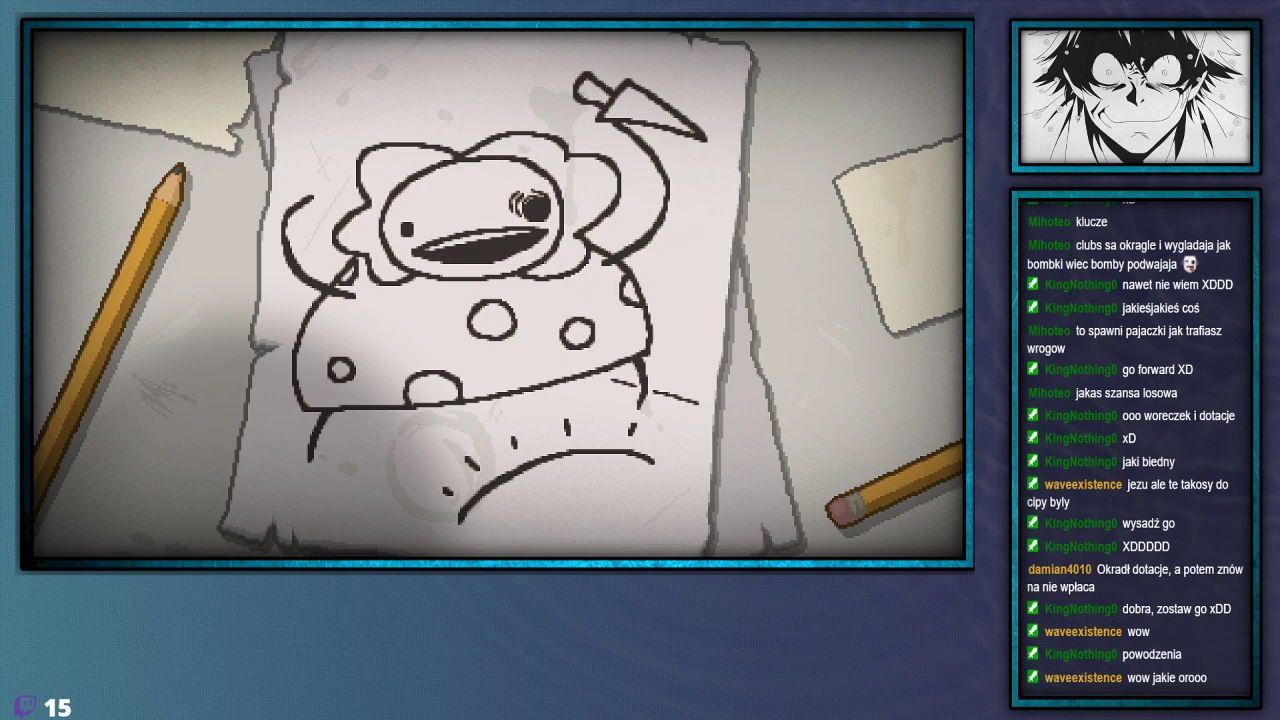 Mihoteo klucze
Mihoteo clubs sa okragle i wygladaja jak
bombki wiec bomby podwajaja
KingNothing0 nawet nie wiem XDDD
KingNothing0 jakieśjakieś coś
Mihoteo to spawni pajaczki jak trafiasz
wrogow
KingNothing0 go forward XD
Mihoteo jakas szansa losowa
KingNothing0 ooo woreczek i dotacje
KingNothing0 xD
KingNothing0 jaki biedny
waveexistence jezu ale te takosy do
cipy byly
KingNothing0 wysadź go
KingNothing0 XDDDDD
damian4010 Okradł dotacje, a potem znów
na nie wpłaca
KingNothing0 dobra, zostaw go xDD
waveexistence wow
KingNothing0 powodzenia
waveexistence wow jakie orooo
15